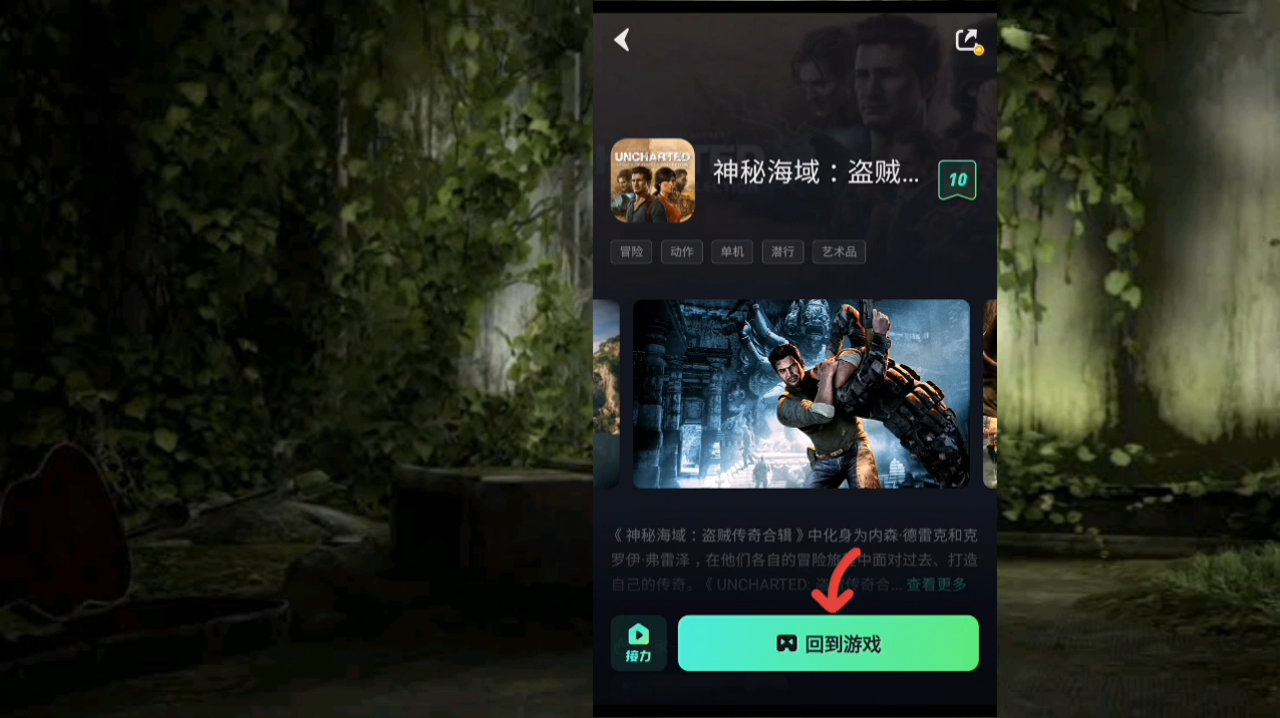 UNCHARTED
神秘海域：盗贼...
10
冒险
动作
单机
潜行
艺术品
《神秘海域：盗贼传奇合辑》中化身为内森·德雷克和克
罗伊·弗雷泽，在他们各自的冒险旅程中面对过去、打造
自己的传奇。《 UNCHARTED: 盗贼传奇合... 查看更多
接力
回到游戏